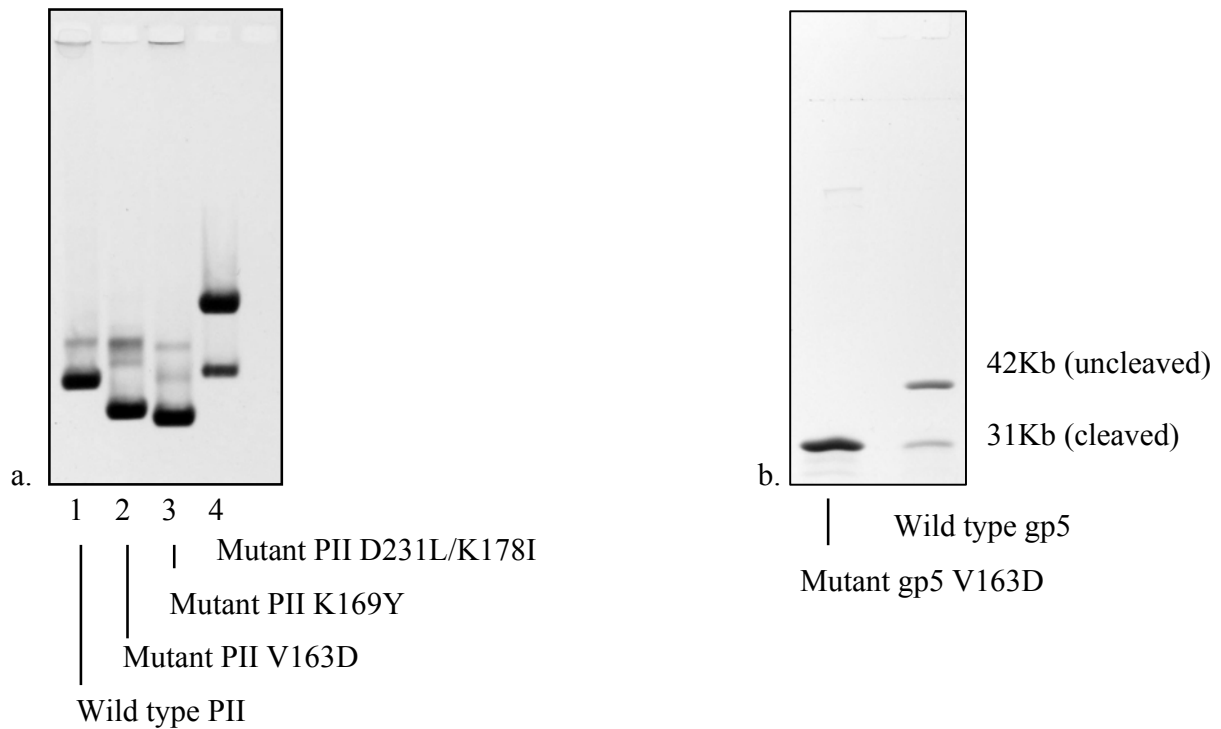 42Kb (uncleaved)
31Kb (cleaved)
a.
b.
1 2 3 4
Wild type gp5
Mutant PII D231L/K178I
Mutant gp5 V163D
Mutant PII K169Y
Mutant PII V163D
Wild type PII